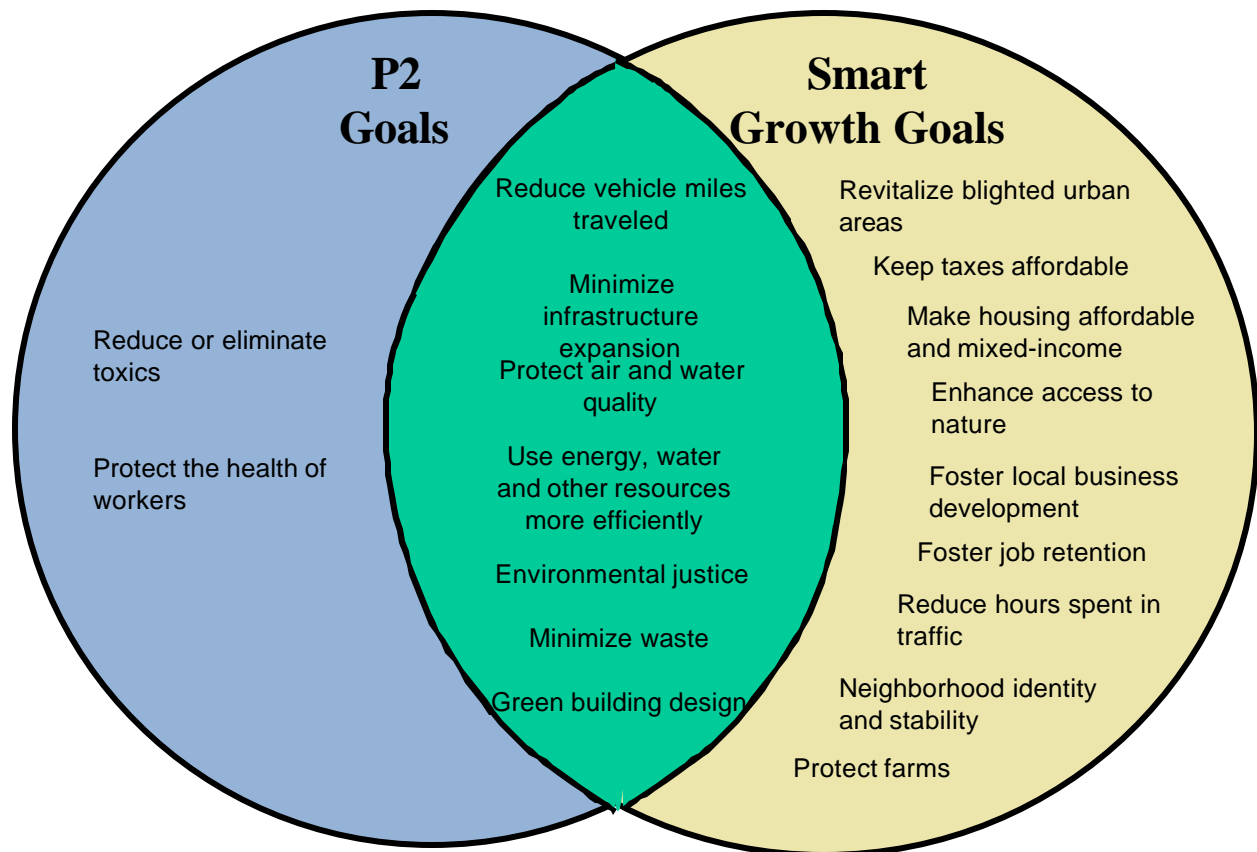 P2
Goals
Smart
Growth Goals
Reduce or eliminate
toxics
Protect the health of
workers
Reduce vehicle miles
traveled
Minimize
infrastructure
expansion
Protect air and water
quality
Use energy, water
and other resources
more efficiently
Environmental justice
Minimize waste
Green building design
Revitalize blighted urban
areas
Keep taxes affordable
Make housing affordable
and mixed-income
Enhance access to
nature
Foster local business
development
Foster job retention
Reduce hours spent in
traffic
Neighborhood identity
and stability
Protect farms